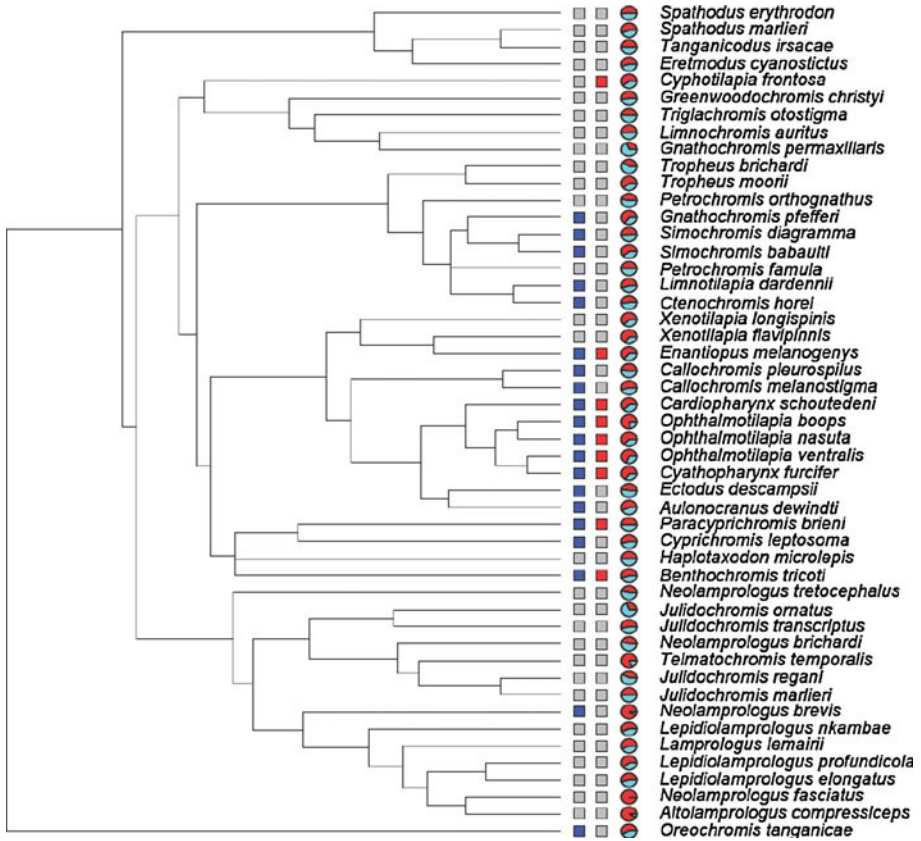 Spathodus erythrodon
Spathodus marlieri
Tanganicodus irsacae
Eretmodus cyanostictus
Cyphotilapia frontosa
Greenwoodochromis christyi
Triglachromis otostigma
Limnochromis auritus
Gnathochromis permaxillaris
Tropheus brichardi
Tropheus moorii
Petrochromis orthognathus
Gnathochromis pfefferi
Simochromis diagramma
Simochromis babaulti
Petrochromis famula
Limnotilapia dardennii
Ctenochromis horei
Xenotilapia longispinis
Xenotilapia flavipinnis
Enantiopus melanogenys
Callochromis pleurospilus
Callochromis melanostigma
Cardiopharynx schoutedeni
Ophthalmotilapia boops
Ophthalmotilapia nasuta
Ophthalmotilapia ventralis
Cyathopharynx furcifer
Ectodus descampsii
Aulonocranus dewindti
Paracyprichromis brieni
Cyprichromis leptosoma
Haplotaxodon microlepis
Benthochromis tricoti
Neolamprologus tretocephalus
Julidochromis ornatus
Julidochromis transcriptus
Neolamprologus brichardi
Telmatochromis temporalis
Julidochromis regani
Julidochromis marlieri
Neolamprologus brevis
Lepidiolamprologus nkambae
Lamprologus lemairii
Lepidiolamprologus profundicola
Lepidiolamprologus elongatus
Neolamprologus fasciatus
Altolamprologus compressiceps
Oreochromis tanganicae